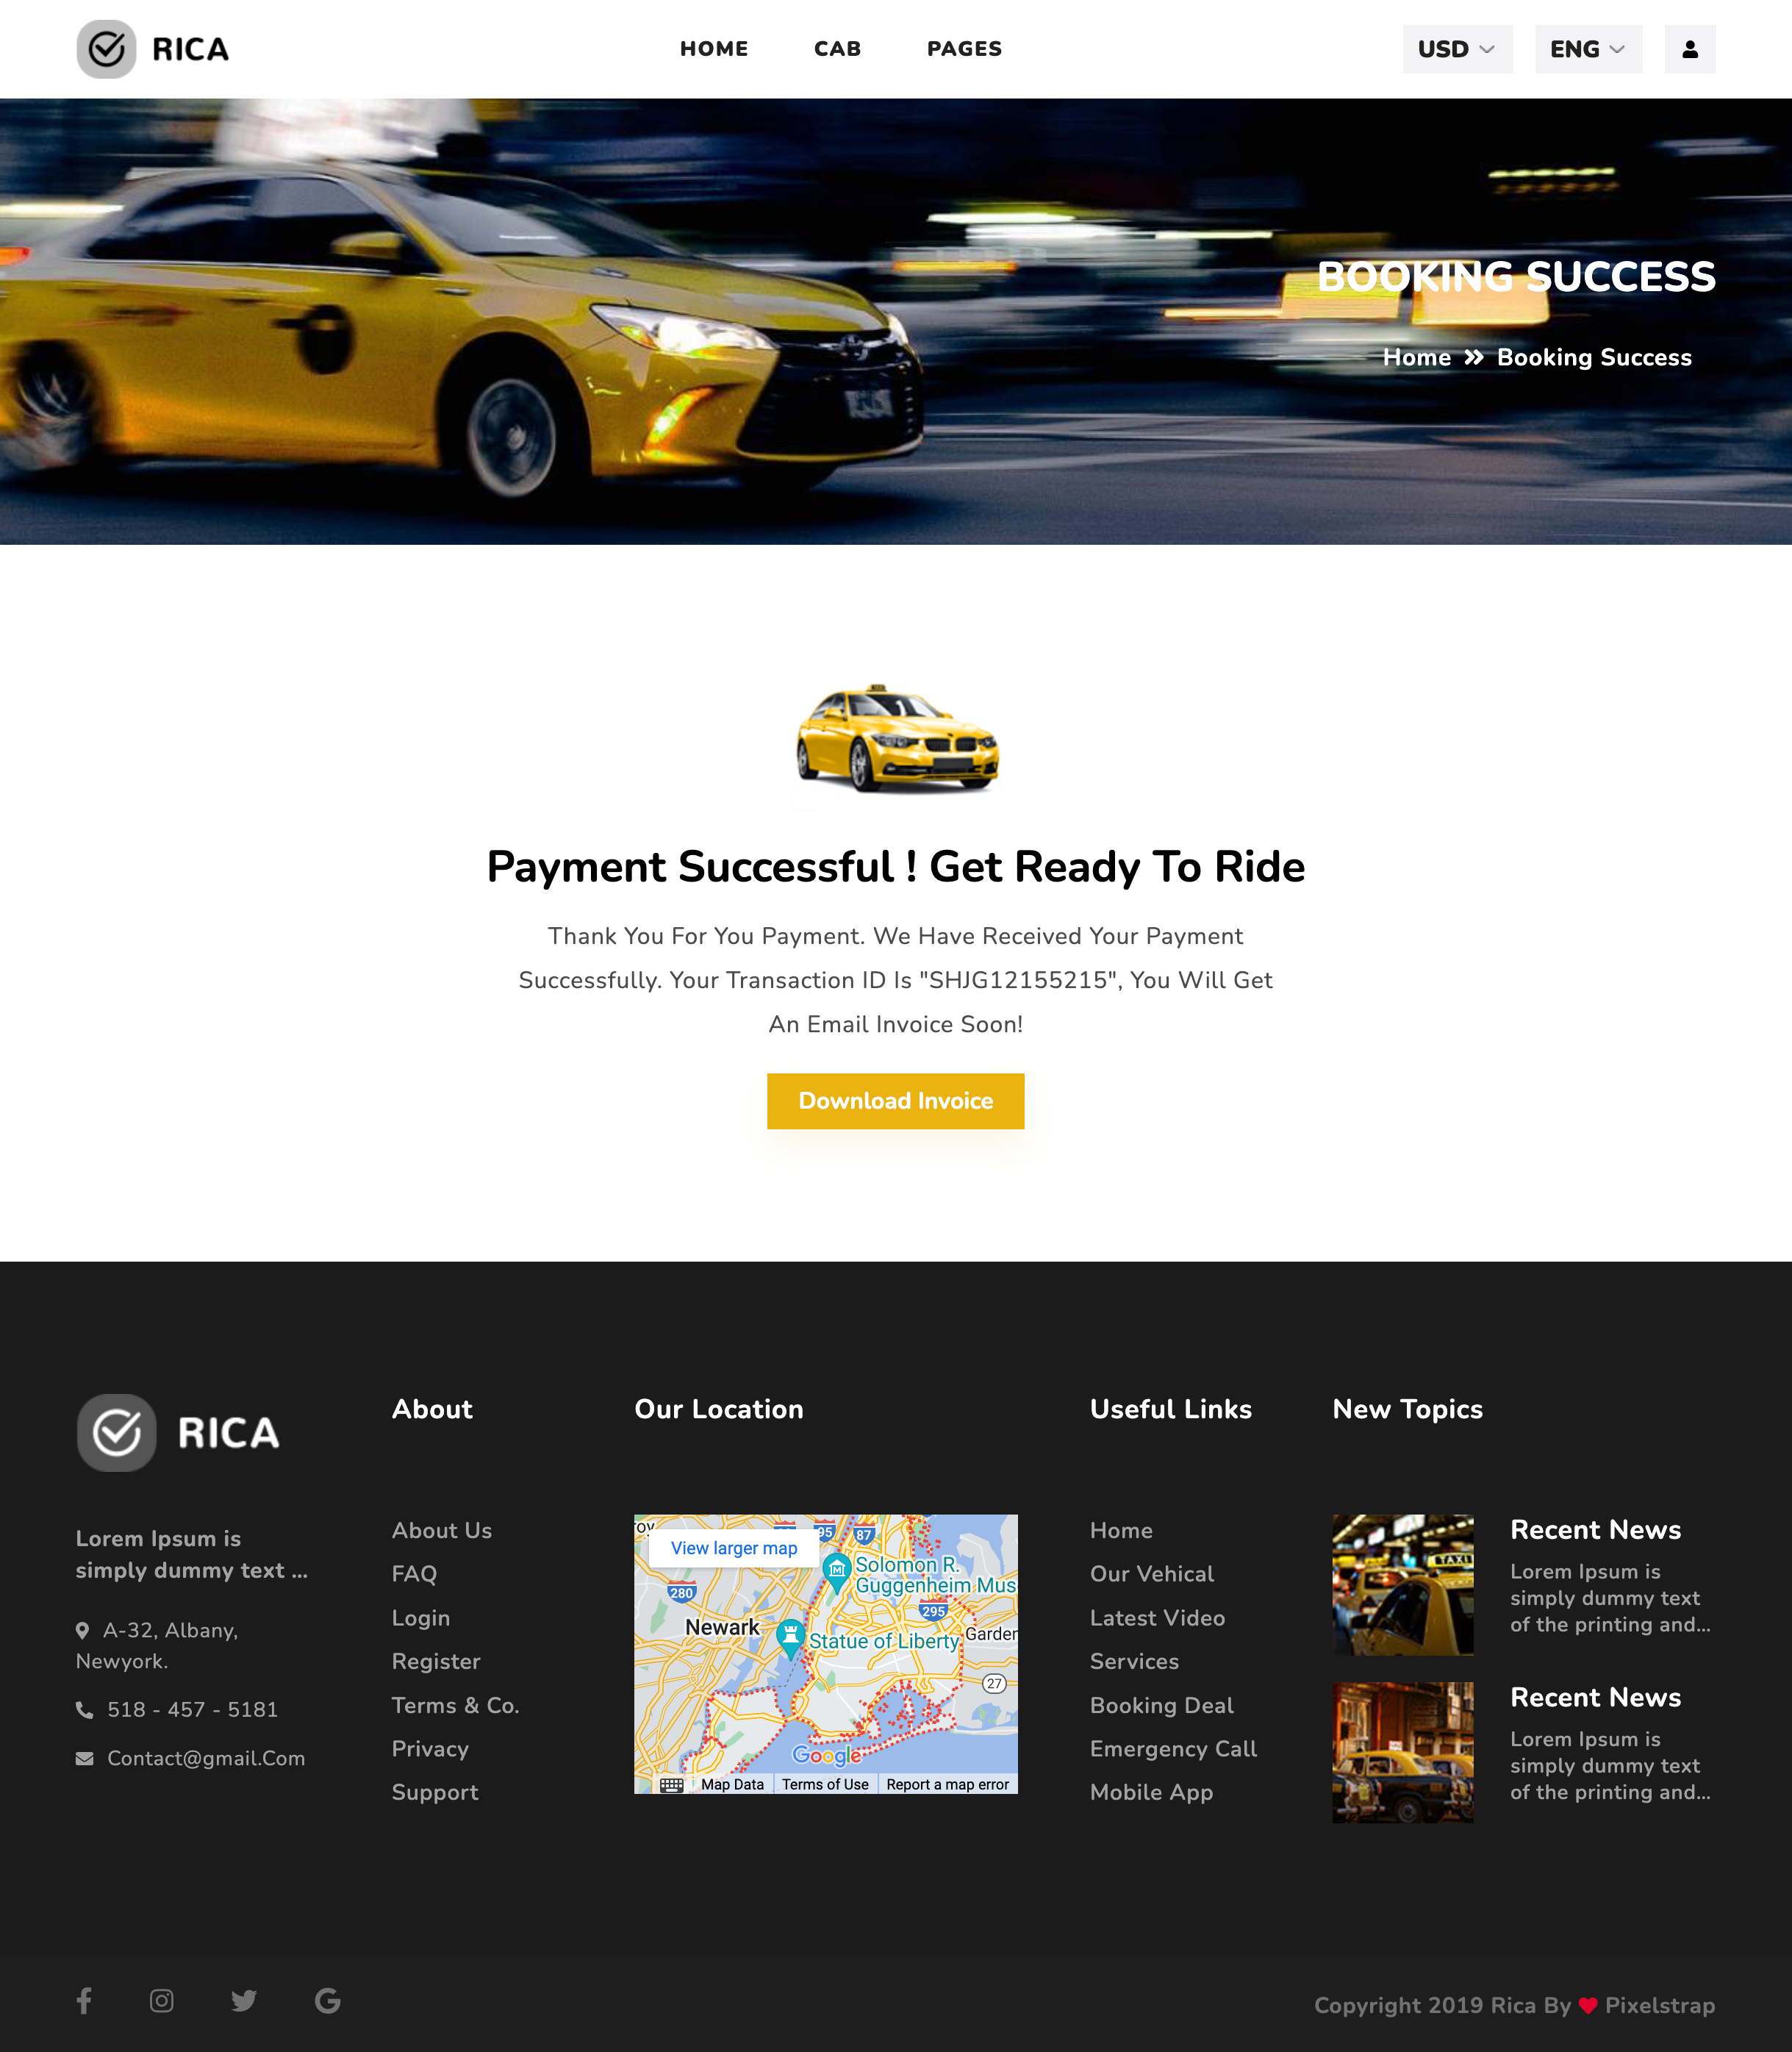 RICA
HOME CAB PAGES
USD ENG
BOOKING SUCCESS
Home Booking Success
Payment Successful ! Get Ready To Ride
Thank You For You Payment. We Have Received Your Payment
Successfully. Your Transaction ID Is "SHJG12155215", You Will Get
An Email Invoice Soon!
Download Invoice
RICA
Lorem Ipsum is
simply dummy text ...
A-32, Albany,
Newyork.
518 - 457 - 5181
Contact@gmail.Com
About
About Us
FAQ
Login
Register
Terms & Co.
Privacy
Support
Our Location
View larger map
95
87
280
Solomon R.
Guggenheim Mus
295
Newark
Statue of Liberty
Garden
27
Google
Map Data Terms of Use Report a map error
Useful Links
Home
Our Vehical
Latest Video
Services
Booking Deal
Emergency Call
Mobile App
New Topics
TAXI
Recent News
Lorem Ipsum is
simply dummy text
of the printing and...
Recent News
Lorem Ipsum is
simply dummy text
of the printing and...
Copyright 2019 Rica By ♥ Pixelstrap